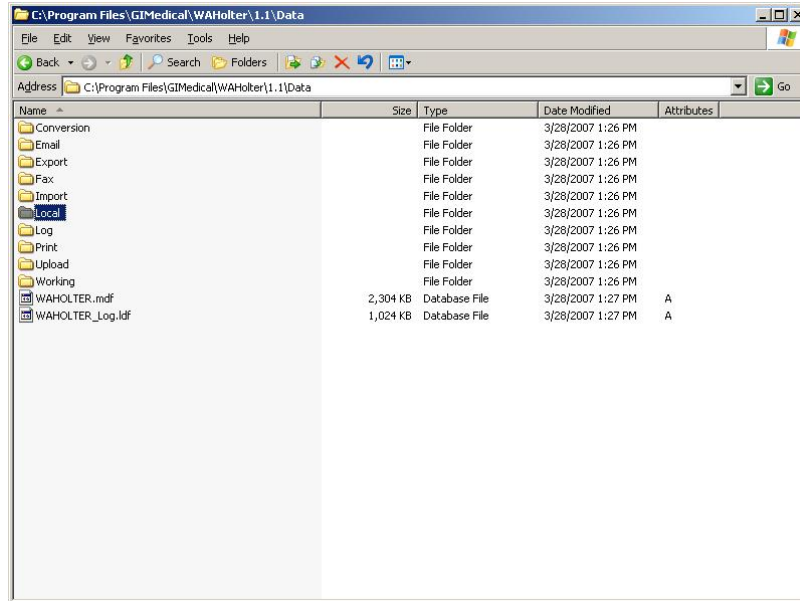 C:\Program Files\GIMedical\WAHolter\1.1\Data
File Edit View Favorites Tools Help
Back Search Folders
Address C:\Program Files\GIMedical\WAHolter\1.1\Data Go
Name Size Type Date Modified Attributes
Conversion File Folder 3/28/2007 1:26 PM
Email File Folder 3/28/2007 1:26 PM
Export File Folder 3/28/2007 1:26 PM
Fax File Folder 3/28/2007 1:26 PM
Import File Folder 3/28/2007 1:26 PM
Local File Folder 3/28/2007 1:26 PM
Log File Folder 3/28/2007 1:26 PM
Print File Folder 3/28/2007 1:26 PM
Upload File Folder 3/28/2007 1:26 PM
Working File Folder 3/28/2007 1:26 PM
WAHOLTER.mdf 2,304 KB Database File 3/28/2007 1:27 PM A
WAHOLTER_Log.ldf 1,024 KB Database File 3/28/2007 1:27 PM A